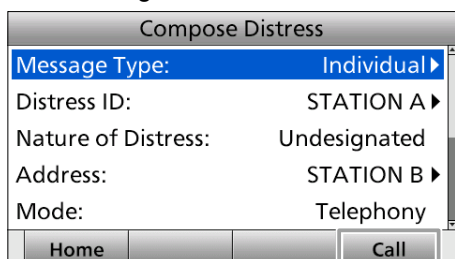 Compose Distress
Message Type: Individual
Distress ID: STATION A
Nature of Distress: Undesignated
Address: STATION B
Mode: Telephony
Home Call